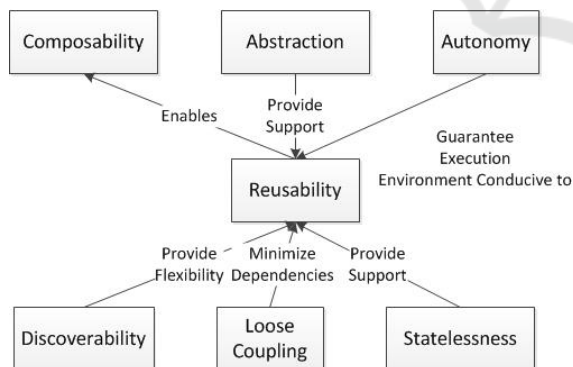 Composability
Abstraction
Autonomy
Enables
Provide
Support
Guarantee
Execution
Environment Conducive to
Reusability
Provide
Flexibility
Minimize
Dependencies
Provide
Support
Discoverability
Loose
Coupling
Statelessness